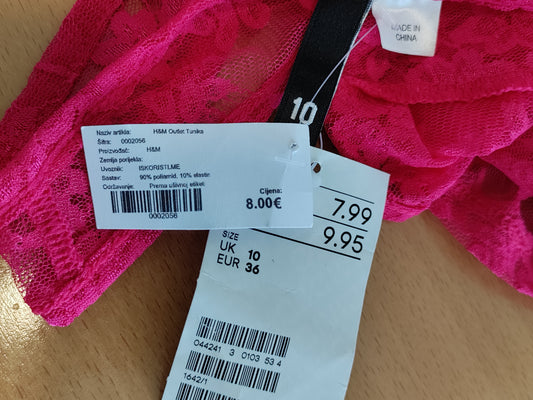 MADE IN
CHINA
10
Naziv artikla: H&M Outlet Tunika
Šifra: 0002056
Proizvođač: H&M
Zemlja porijekla:
Uvoznik: ISKORISTI.ME
Sastav: 90% poliamid, 10% elastin
Održavanje: Prema ušivnoj etiket
Cijena:
8.00€
0002056
7.99
9.95
SIZE
UK 10
EUR 36
044241 3 0103 53 4
1642/1